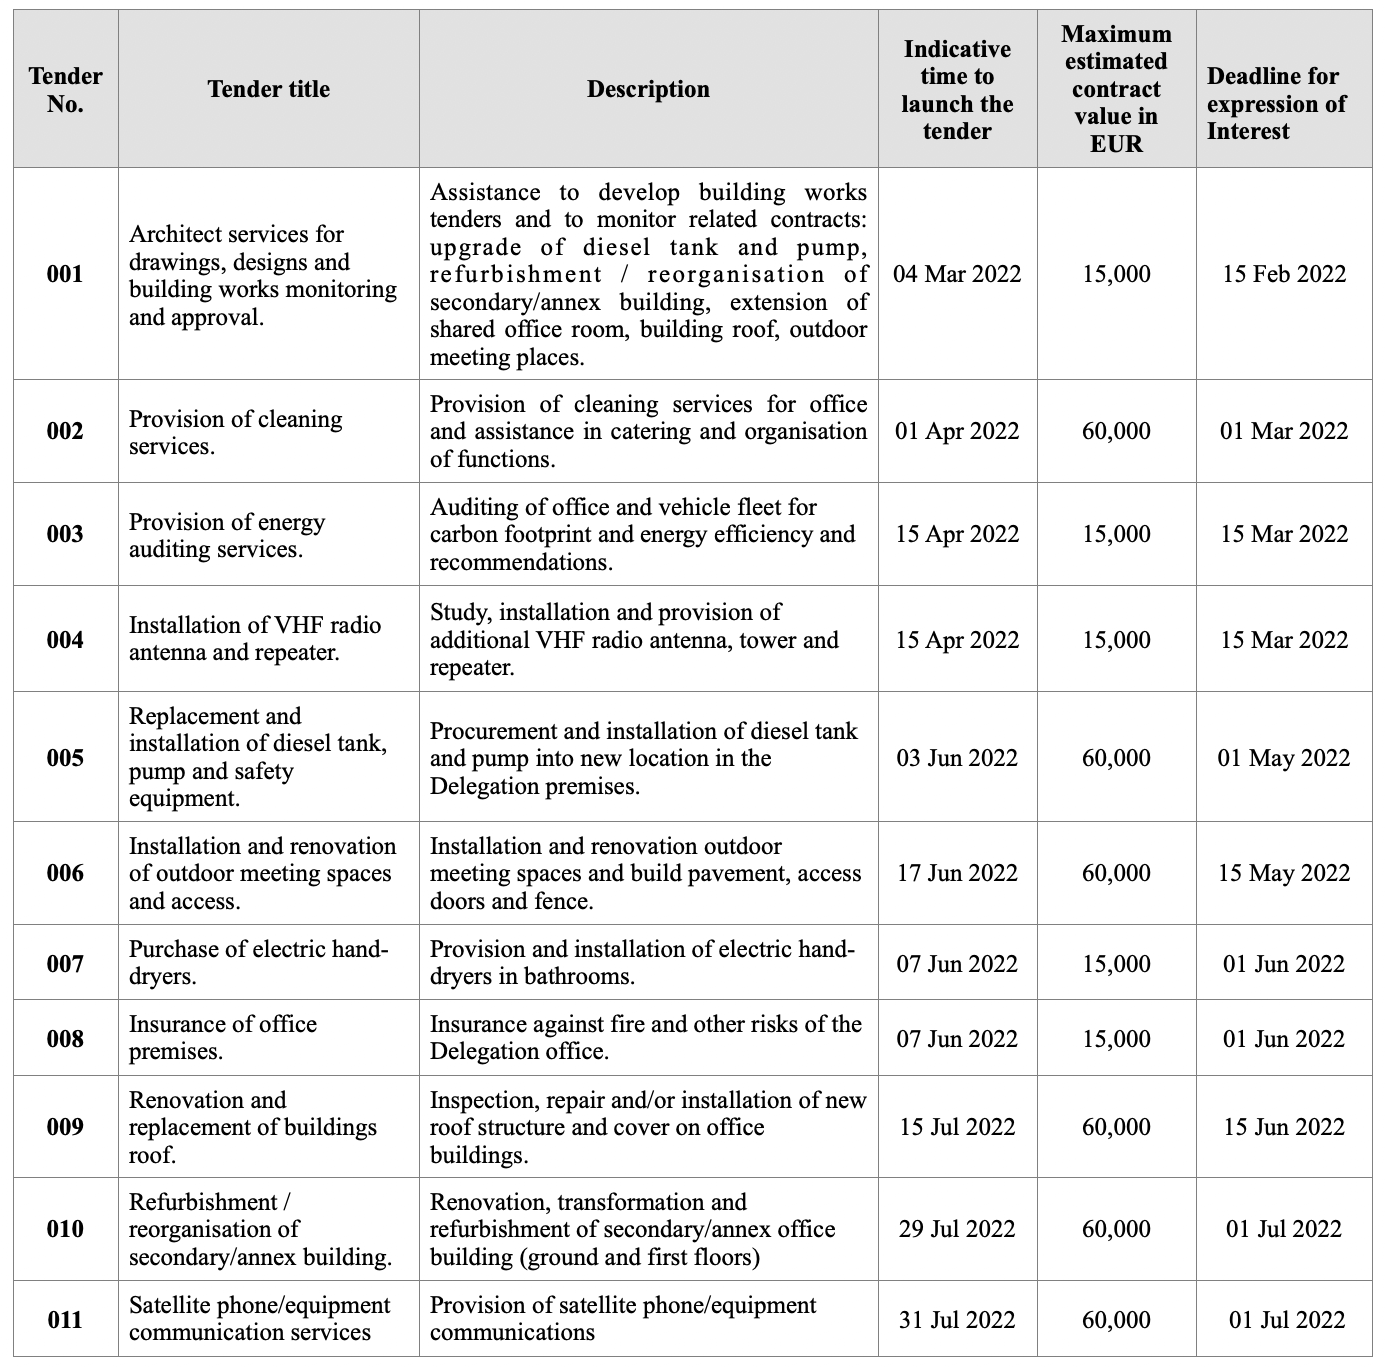 Tender
No.
Tender title
Description
Indicative
time to
launch the
tender
Maximum
estimated
contract
value in
EUR
Deadline for
expression of
Interest
001
Architect services for
drawings, designs and
building works monitoring
and approval.
Assistance to develop building works
tenders and to monitor related contracts:
upgrade of diesel tank and pump,
refurbishment / reorganisation of
secondary/annex building, extension of
shared office room, building roof, outdoor
meeting places.
04 Mar 2022
15,000
15 Feb 2022
002
Provision of cleaning
services.
Provision of cleaning services for office
and assistance in catering and organisation
of functions.
01 Apr 2022
60,000
01 Mar 2022
003
Provision of energy
auditing services.
Auditing of office and vehicle fleet for
carbon footprint and energy efficiency and
recommendations.
15 Apr 2022
15,000
15 Mar 2022
004
Installation of VHF radio
antenna and repeater.
Study, installation and provision of
additional VHF radio antenna, tower and
repeater.
15 Apr 2022
15,000
15 Mar 2022
005
Replacement and
installation of diesel tank,
pump and safety
equipment.
Procurement and installation of diesel tank
and pump into new location in the
Delegation premises.
03 Jun 2022
60,000
01 May 2022
006
Installation and renovation
of outdoor meeting spaces
and access.
Installation and renovation outdoor
meeting spaces and build pavement, access
doors and fence.
17 Jun 2022
60,000
15 May 2022
007
Purchase of electric hand-
dryers.
Provision and installation of electric hand-
dryers in bathrooms.
07 Jun 2022
15,000
01 Jun 2022
008
Insurance of office
premises.
Insurance against fire and other risks of the
Delegation office.
07 Jun 2022
15,000
01 Jun 2022
009
Renovation and
replacement of buildings
roof.
Inspection, repair and/or installation of new
roof structure and cover on office
buildings.
15 Jul 2022
60,000
15 Jun 2022
010
Refurbishment /
reorganisation of
secondary/annex building.
Renovation, transformation and
refurbishment of secondary/annex office
building (ground and first floors)
29 Jul 2022
60,000
01 Jul 2022
011
Satellite phone/equipment
communication services
Provision of satellite phone/equipment
communications
31 Jul 2022
60,000
01 Jul 2022